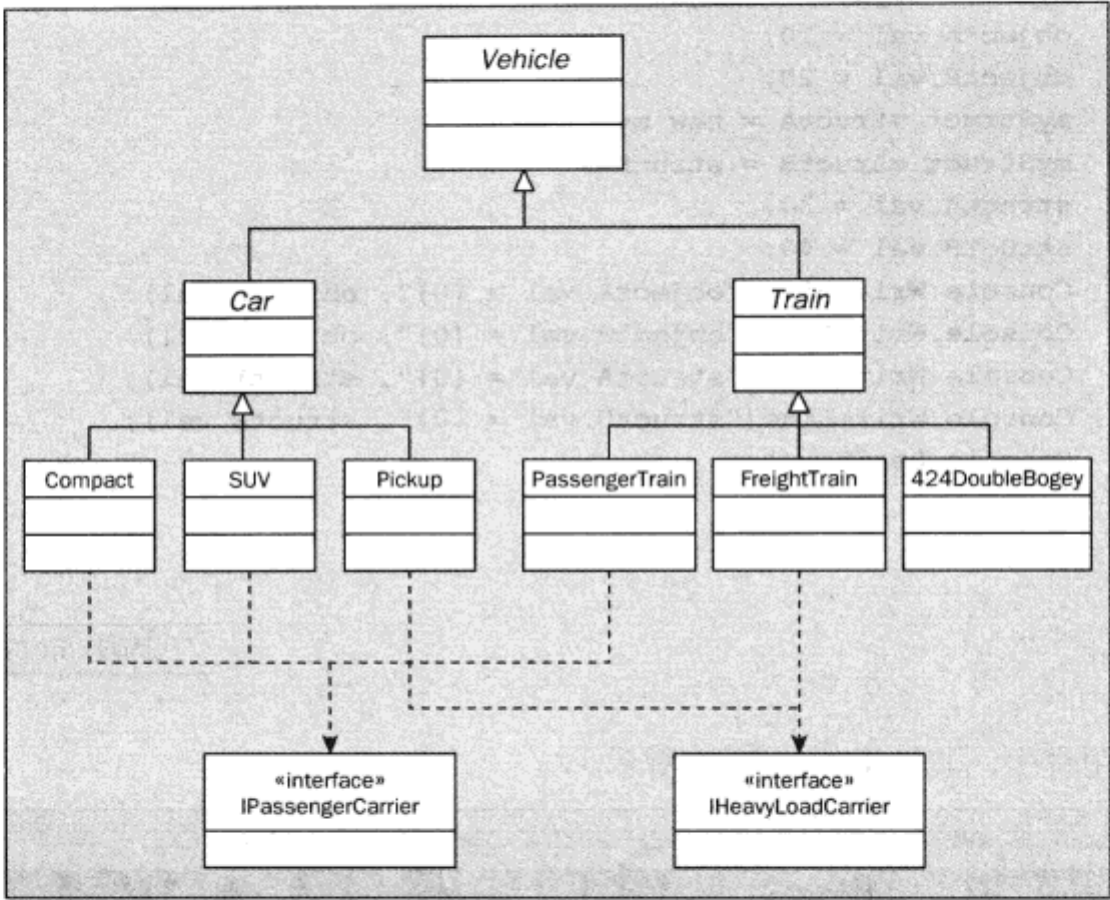 Vehicle
Car
Train
Compact
SUV
Pickup
PassengerTrain
FreightTrain
424DoubleBogey
«interface»
IPassengerCarrier
«interface»
IHeavyLoadCarrier